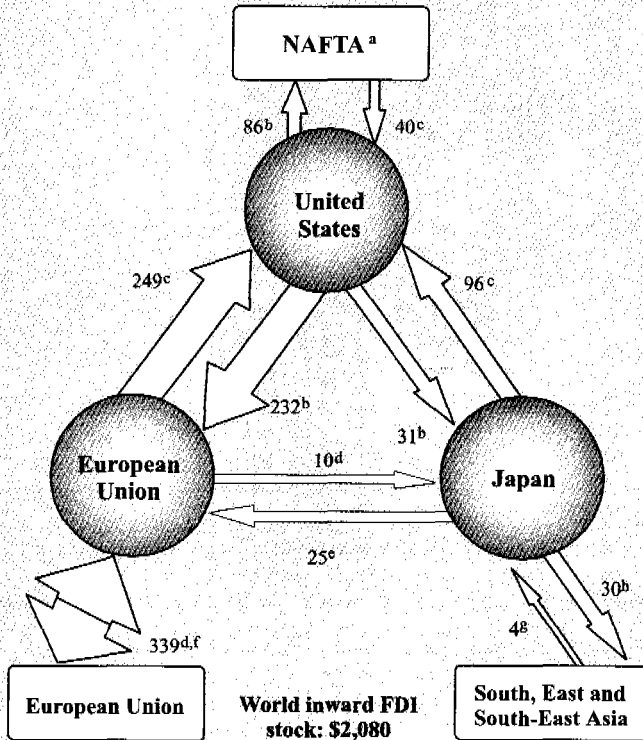 NAFTA a
86b
40c
United
States
249c
96c
232b
31b
European
Union
10d
Japan
25e
339d,f
4g
30h
European Union
World inward FDI
stock: $2,080
South, East and
South-East Asia